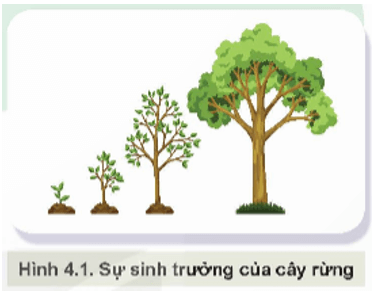 Hình 4.1. Sự sinh trưởng của cây rừng